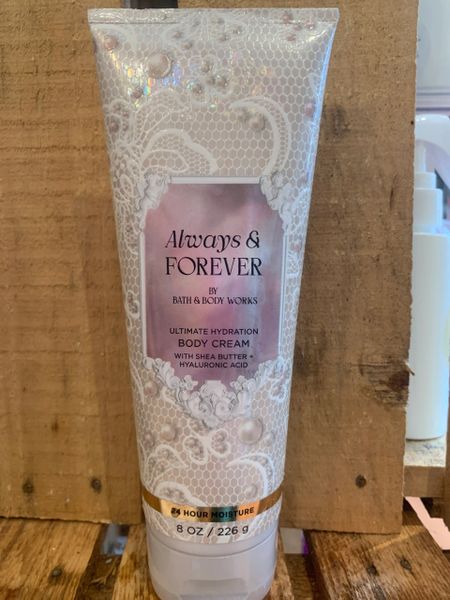 Always &
FOREVER
BY
BATH & BODY WORKS
ULTIMATE HYDRATION
BODY CREAM
WITH SHEA BUTTER +
HYALURONIC ACID
24 HOUR MOISTURE
8 OZ / 226 g